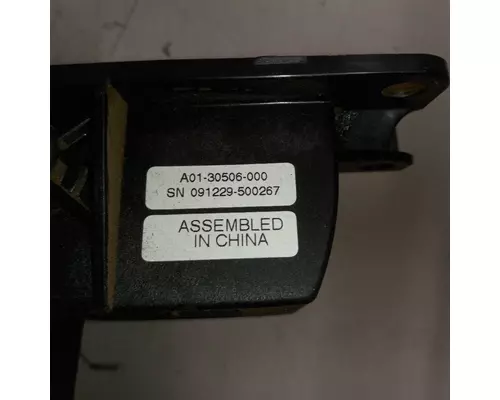 A01-30506-000
SN 091229-500267
ASSEMBLED
IN CHINA